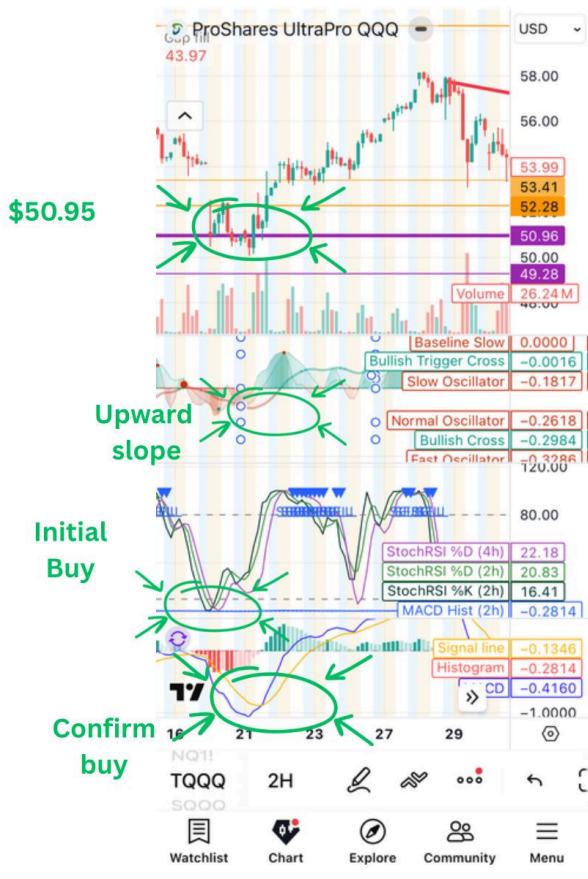 ProShares UltraPro QQQ
USD
Gap fill
43.97
58.00
56.00
53.99
53.41
$50.95
52.28
50.96
50.00
49.28
Volume
26.24 M
48.00
Baseline Slow
0.0000
Bullish Trigger Cross
−0.0016
Slow Oscillator
−0.1817
Upward
slope
Normal Oscillator
−0.2618
Bullish Cross
−0.2984
Fast Oscillator
−0.3286
120.00
80.00
Initial
Buy
StochRSI %D (4h)
22.18
StochRSI %D (2h)
20.83
StochRSI %K (2h)
16.41
MACD Hist (2h)
−0.2814
Signal line
−0.1346
Histogram
−0.2814
CD
−0.4160
−1.0000
Confirm
buy
16
21
23
27
29
NQ1!
TQQQ
2H
SQQQ
Watchlist
Chart
Explore
Community
Menu